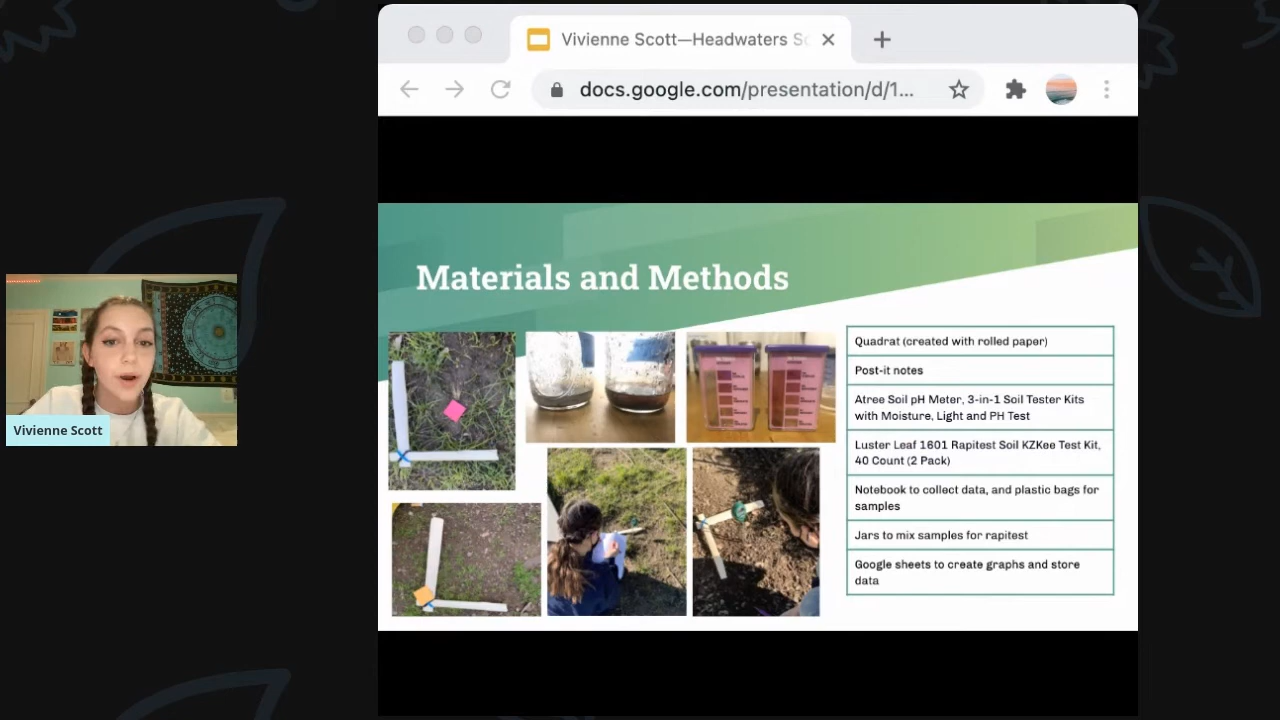 Vivienne Scott—Headwaters Sc
docs.google.com/presentation/d/1...
Materials and Methods
Quadrat (created with rolled paper)
Post-it notes
Atree Soil pH Meter, 3-in-1 Soil Tester Kits
with Moisture, Light and PH Test
Luster Leaf 1601 Rapitest Soil KZKee Test Kit,
40 Count (2 Pack)
Notebook to collect data, and plastic bags for
samples
Jars to mix samples for rapitest
Google sheets to create graphs and store
data
Vivienne Scott